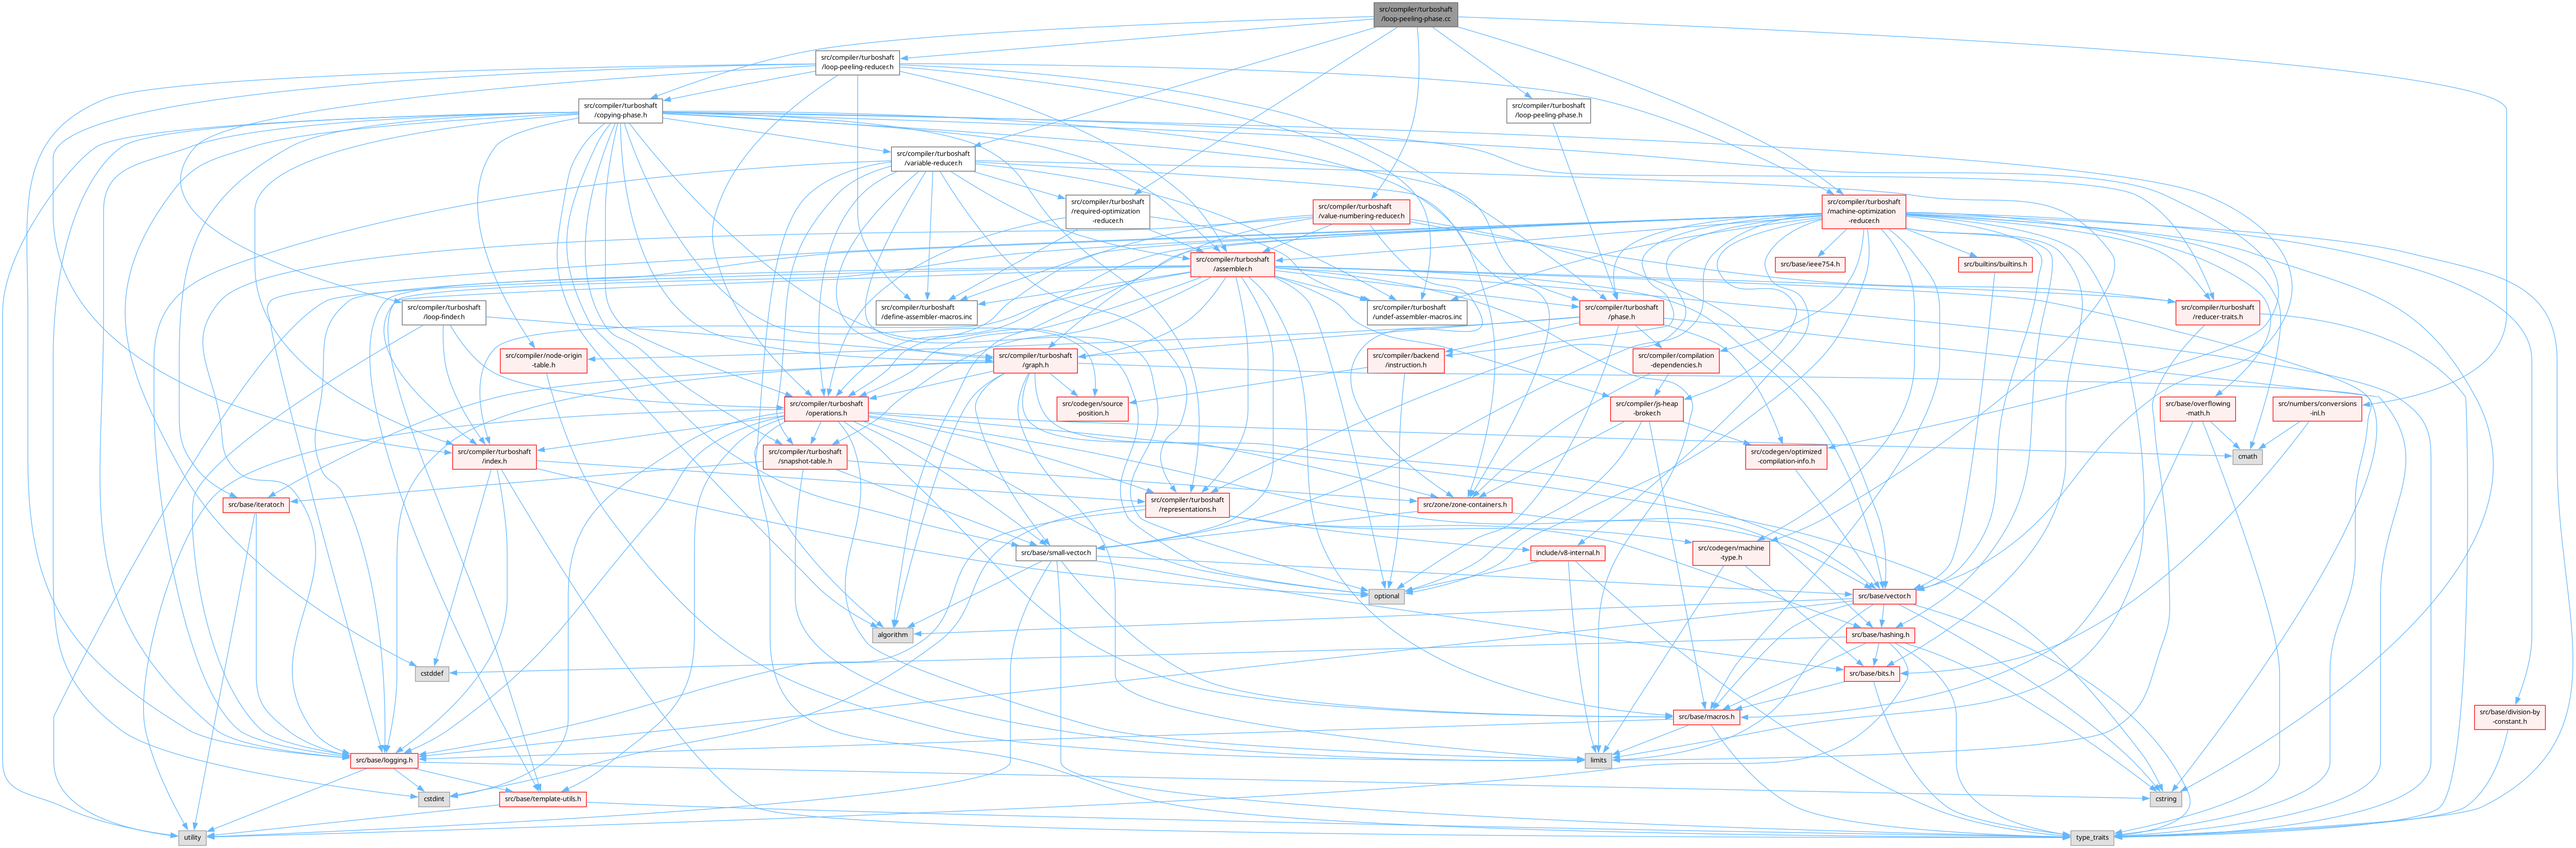 src/compiler/turboshaft
/loop-peeling-phase.cc
src/compiler/turboshaft
/loop-peeling-reducer.h
src/compiler/turboshaft
/copying-phase.h
src/compiler/turboshaft
/loop-peeling-phase.h
src/compiler/turboshaft
/variable-reducer.h
src/compiler/turboshaft
/required-optimization
-reducer.h
src/compiler/turboshaft
/value-numbering-reducer.h
src/compiler/turboshaft
/machine-optimization
-reducer.h
src/compiler/turboshaft
/assembler.h
src/base/ieee754.h
src/builtins/builtins.h
src/compiler/turboshaft
/loop-finder.h
src/compiler/turboshaft
/define-assembler-macros.inc
src/compiler/turboshaft
/undef-assembler-macros.inc
src/compiler/turboshaft
/phase.h
src/compiler/turboshaft
/reducer-traits.h
src/compiler/node-origin
-table.h
src/compiler/turboshaft
/graph.h
src/compiler/backend
/instruction.h
src/compiler/compilation
-dependencies.h
src/compiler/turboshaft
/operations.h
src/codegen/source
-position.h
src/compiler/js-heap
-broker.h
src/base/overflowing
-math.h
src/numbers/conversions
-inl.h
src/compiler/turboshaft
/index.h
src/compiler/turboshaft
/snapshot-table.h
src/codegen/optimized
-compilation-info.h
cmath
src/base/iterator.h
src/compiler/turboshaft
/representations.h
src/zone/zone-containers.h
src/base/small-vector.h
include/v8-internal.h
src/codegen/machine
-type.h
optional
src/base/vector.h
algorithm
src/base/hashing.h
cstddef
src/base/bits.h
src/base/macros.h
src/base/division-by
-constant.h
src/base/logging.h
limits
cstdint
src/base/template-utils.h
cstring
utility
type_traits